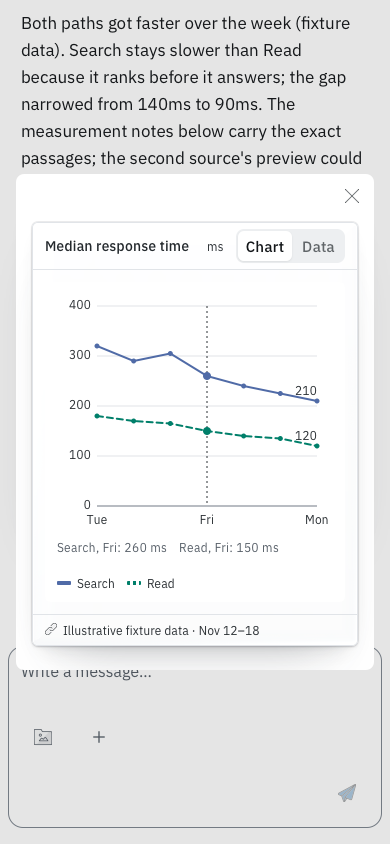 Both paths got faster over the week (fixture
data). Search stays slower than Read
because it ranks before it answers; the gap
narrowed from 140ms to 90ms. The
measurement notes below carry the exact
passages; the second source's preview could
Median response time ms Chart Data
400
300
200
100
0
210
120
Tue Fri Mon
Search, Fri: 260 ms Read, Fri: 150 ms
Search Read
Illustrative fixture data · Nov 12–18
Write a message...